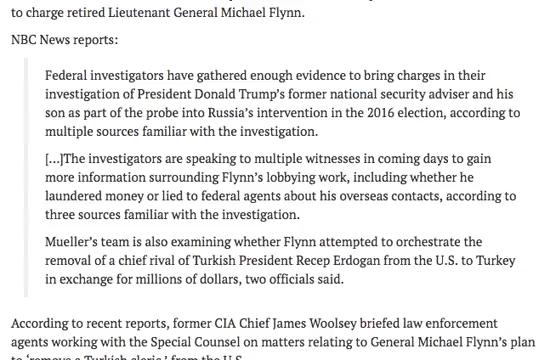 to charge retired Lieutenant General Michael Flynn.
NBC News reports:
Federal investigators have gathered enough evidence to bring charges in their
investigation of President Donald Trump's former national security adviser and his
son as part of the probe into Russia's intervention in the 2016 election, according to
multiple sources familiar with the investigation.
[…]The investigators are speaking to multiple witnesses in coming days to gain
more information surrounding Flynn's lobbying work, including whether he
laundered money or lied to federal agents about his overseas contacts, according to
three sources familiar with the investigation.
Mueller's team is also examining whether Flynn attempted to orchestrate the
removal of a chief rival of Turkish President Recep Erdogan from the U.S. to Turkey
in exchange for millions of dollars, two officials said.
According to recent reports, former CIA Chief James Woolsey briefed law enforcement
agents working with the Special Counsel on matters relating to General Michael Flynn's plan
to 'remove a Turkish cleric,' from the U.S.